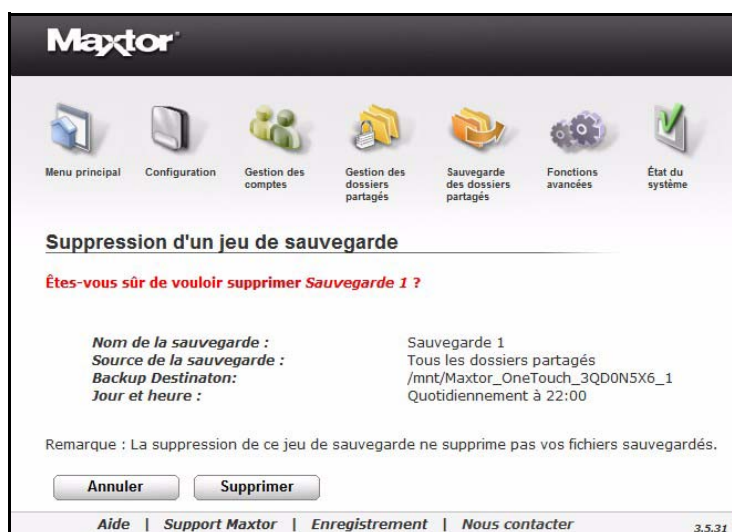 Maxtor
Menu principal
Configuration
Gestion des
comptes
Gestion des
dossiers
partagés
Sauvegarde
des dossiers
partagés
Fonctions
avancées
État du
système
Suppression d'un jeu de sauvegarde
Êtes-vous sûr de vouloir supprimer Sauvegarde 1 ?
Nom de la sauvegarde : Sauvegarde 1
Source de la sauvegarde : Tous les dossiers partagés
Backup Destinaton: /mnt/Maxtor_OneTouch_3QD0N5X6_1
Jour et heure : Quotidiennement à 22:00
Remarque : La suppression de ce jeu de sauvegarde ne supprime pas vos fichiers sauvegardés.
Annuler Supprimer
Aide | Support Maxtor | Enregistrement | Nous contacter 3.5.31